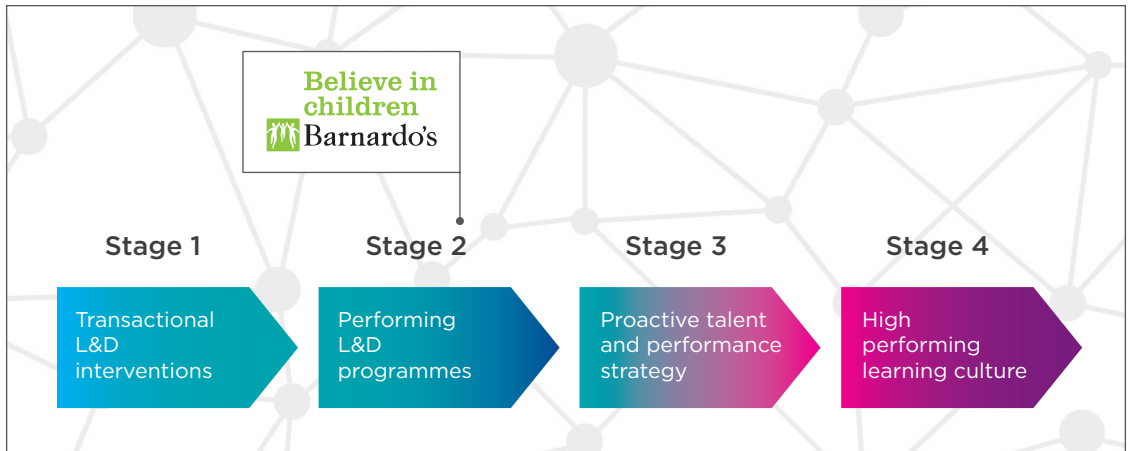 Believe in
children
Barnardo's
Stage 1
Stage 2
Stage 3
Stage 4
Transactional
L&D
interventions
Performing
L&D
programmes
Proactive talent
and performance
strategy
High
performing
learning culture